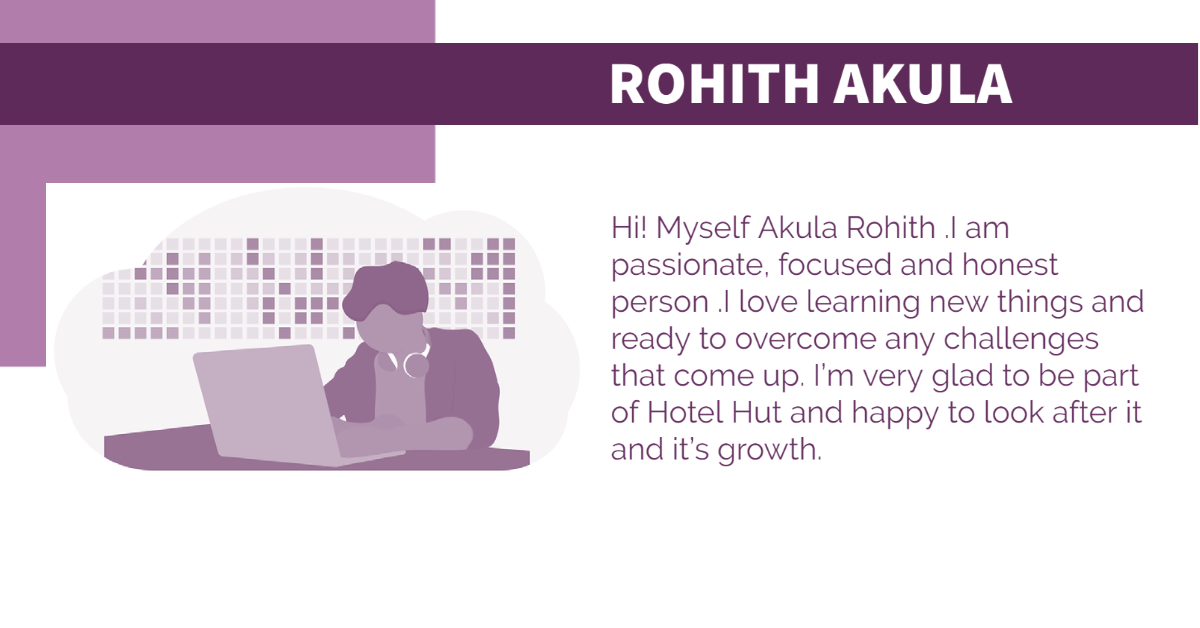 ROHITH AKULA
Hi! Myself Akula Rohith .I am
passionate, focused and honest
person .I love learning new things and
ready to overcome any challenges
that come up. I'm very glad to be part
of Hotel Hut and happy to look after it
and it's growth.